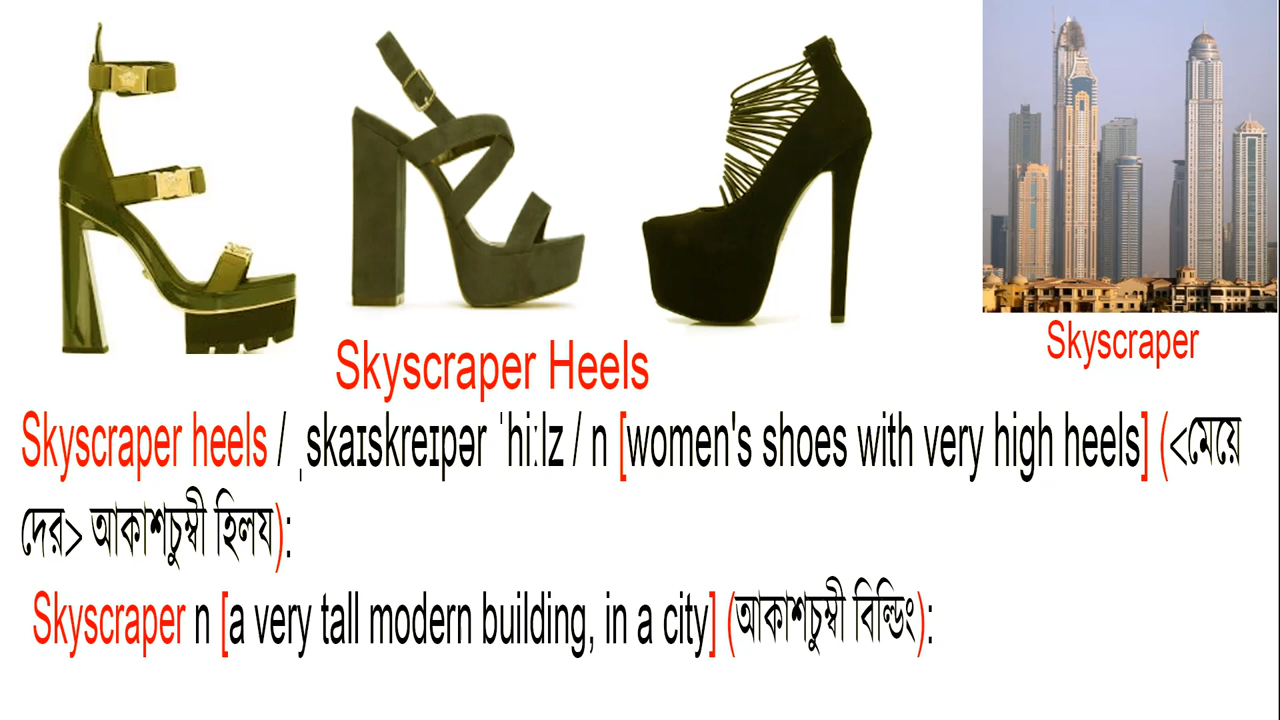 Skyscraper
Skyscraper Heels
Skyscraper heels / ˌskaɪskreɪpər ˈhiːlz / n [women's shoes with very high heels] (<মেয়ে
দের> আকাশচুম্বী হিলয):
Skyscraper n [a very tall modern building, in a city] (আকাশচুম্বী বিল্ডিং):